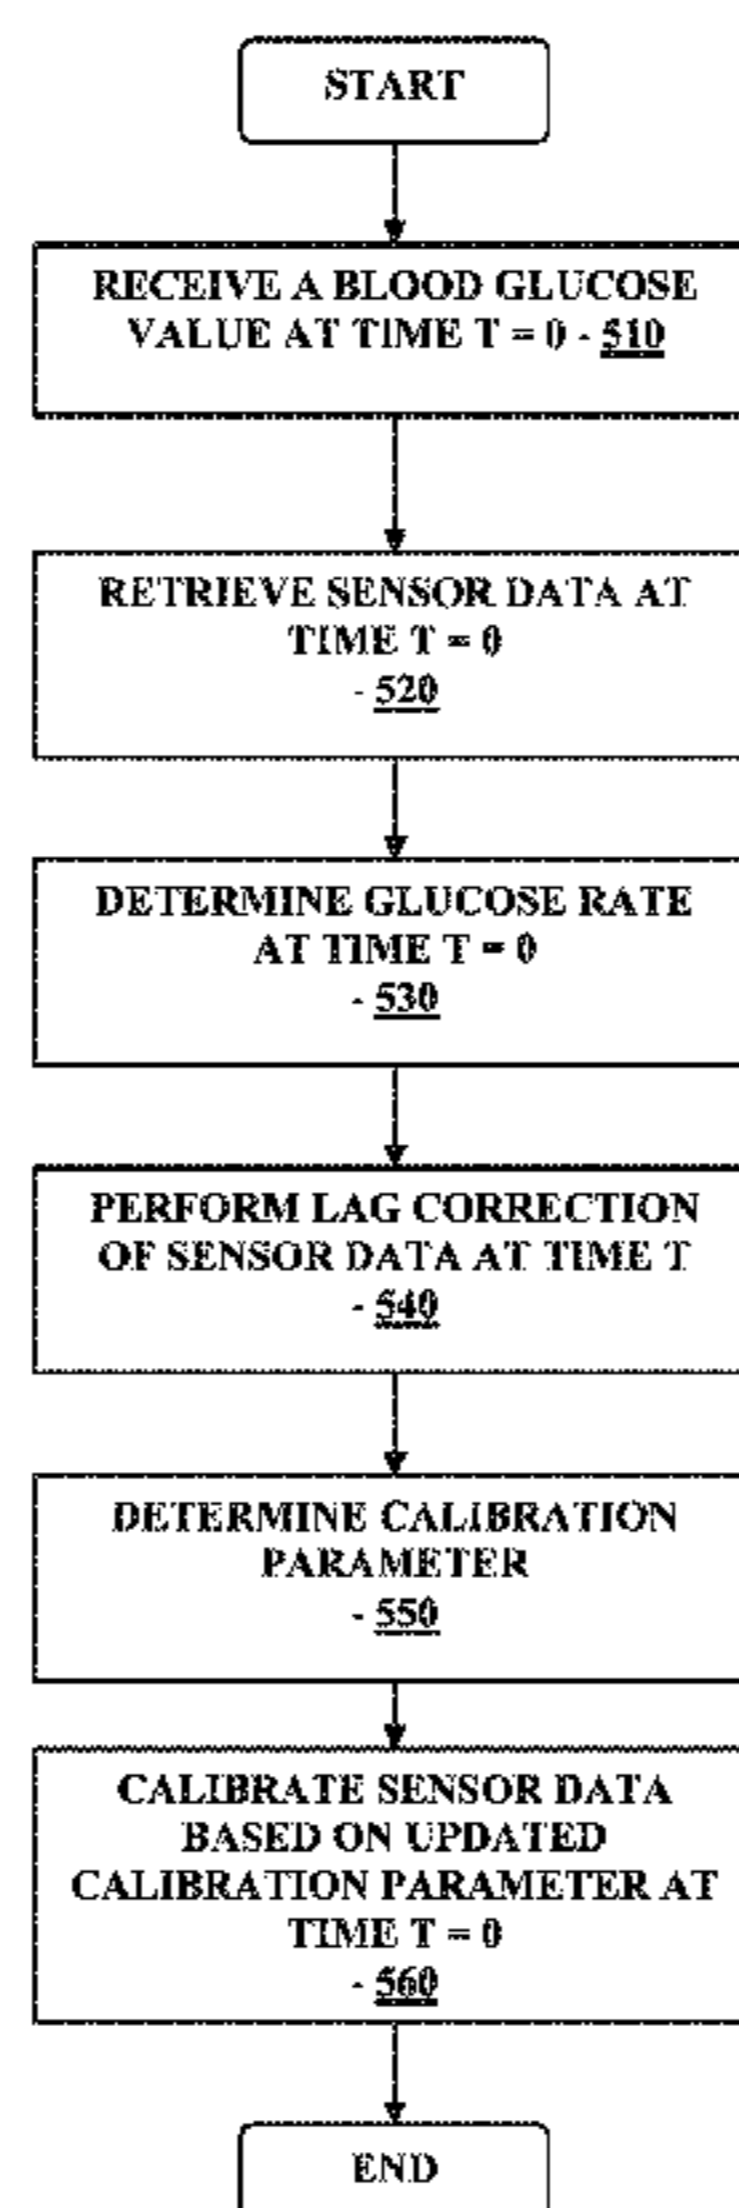 START
RECEIVE A BLOOD GLUCOSE
VALUE AT TIME T = 0 - 510
RETRIEVE SENSOR DATA AT
TIME T = 0
- 520
DETERMINE GLUCOSE RATE
AT TIME T = 0
- 530
PERFORM LAG CORRECTION
OF SENSOR DATA AT TIME T
- 540
DETERMINE CALIBRATION
PARAMETER
- 550
CALIBRATE SENSOR DATA
BASED ON UPDATED
CALIBRATION PARAMETER AT
TIME T = 0
- 560
END